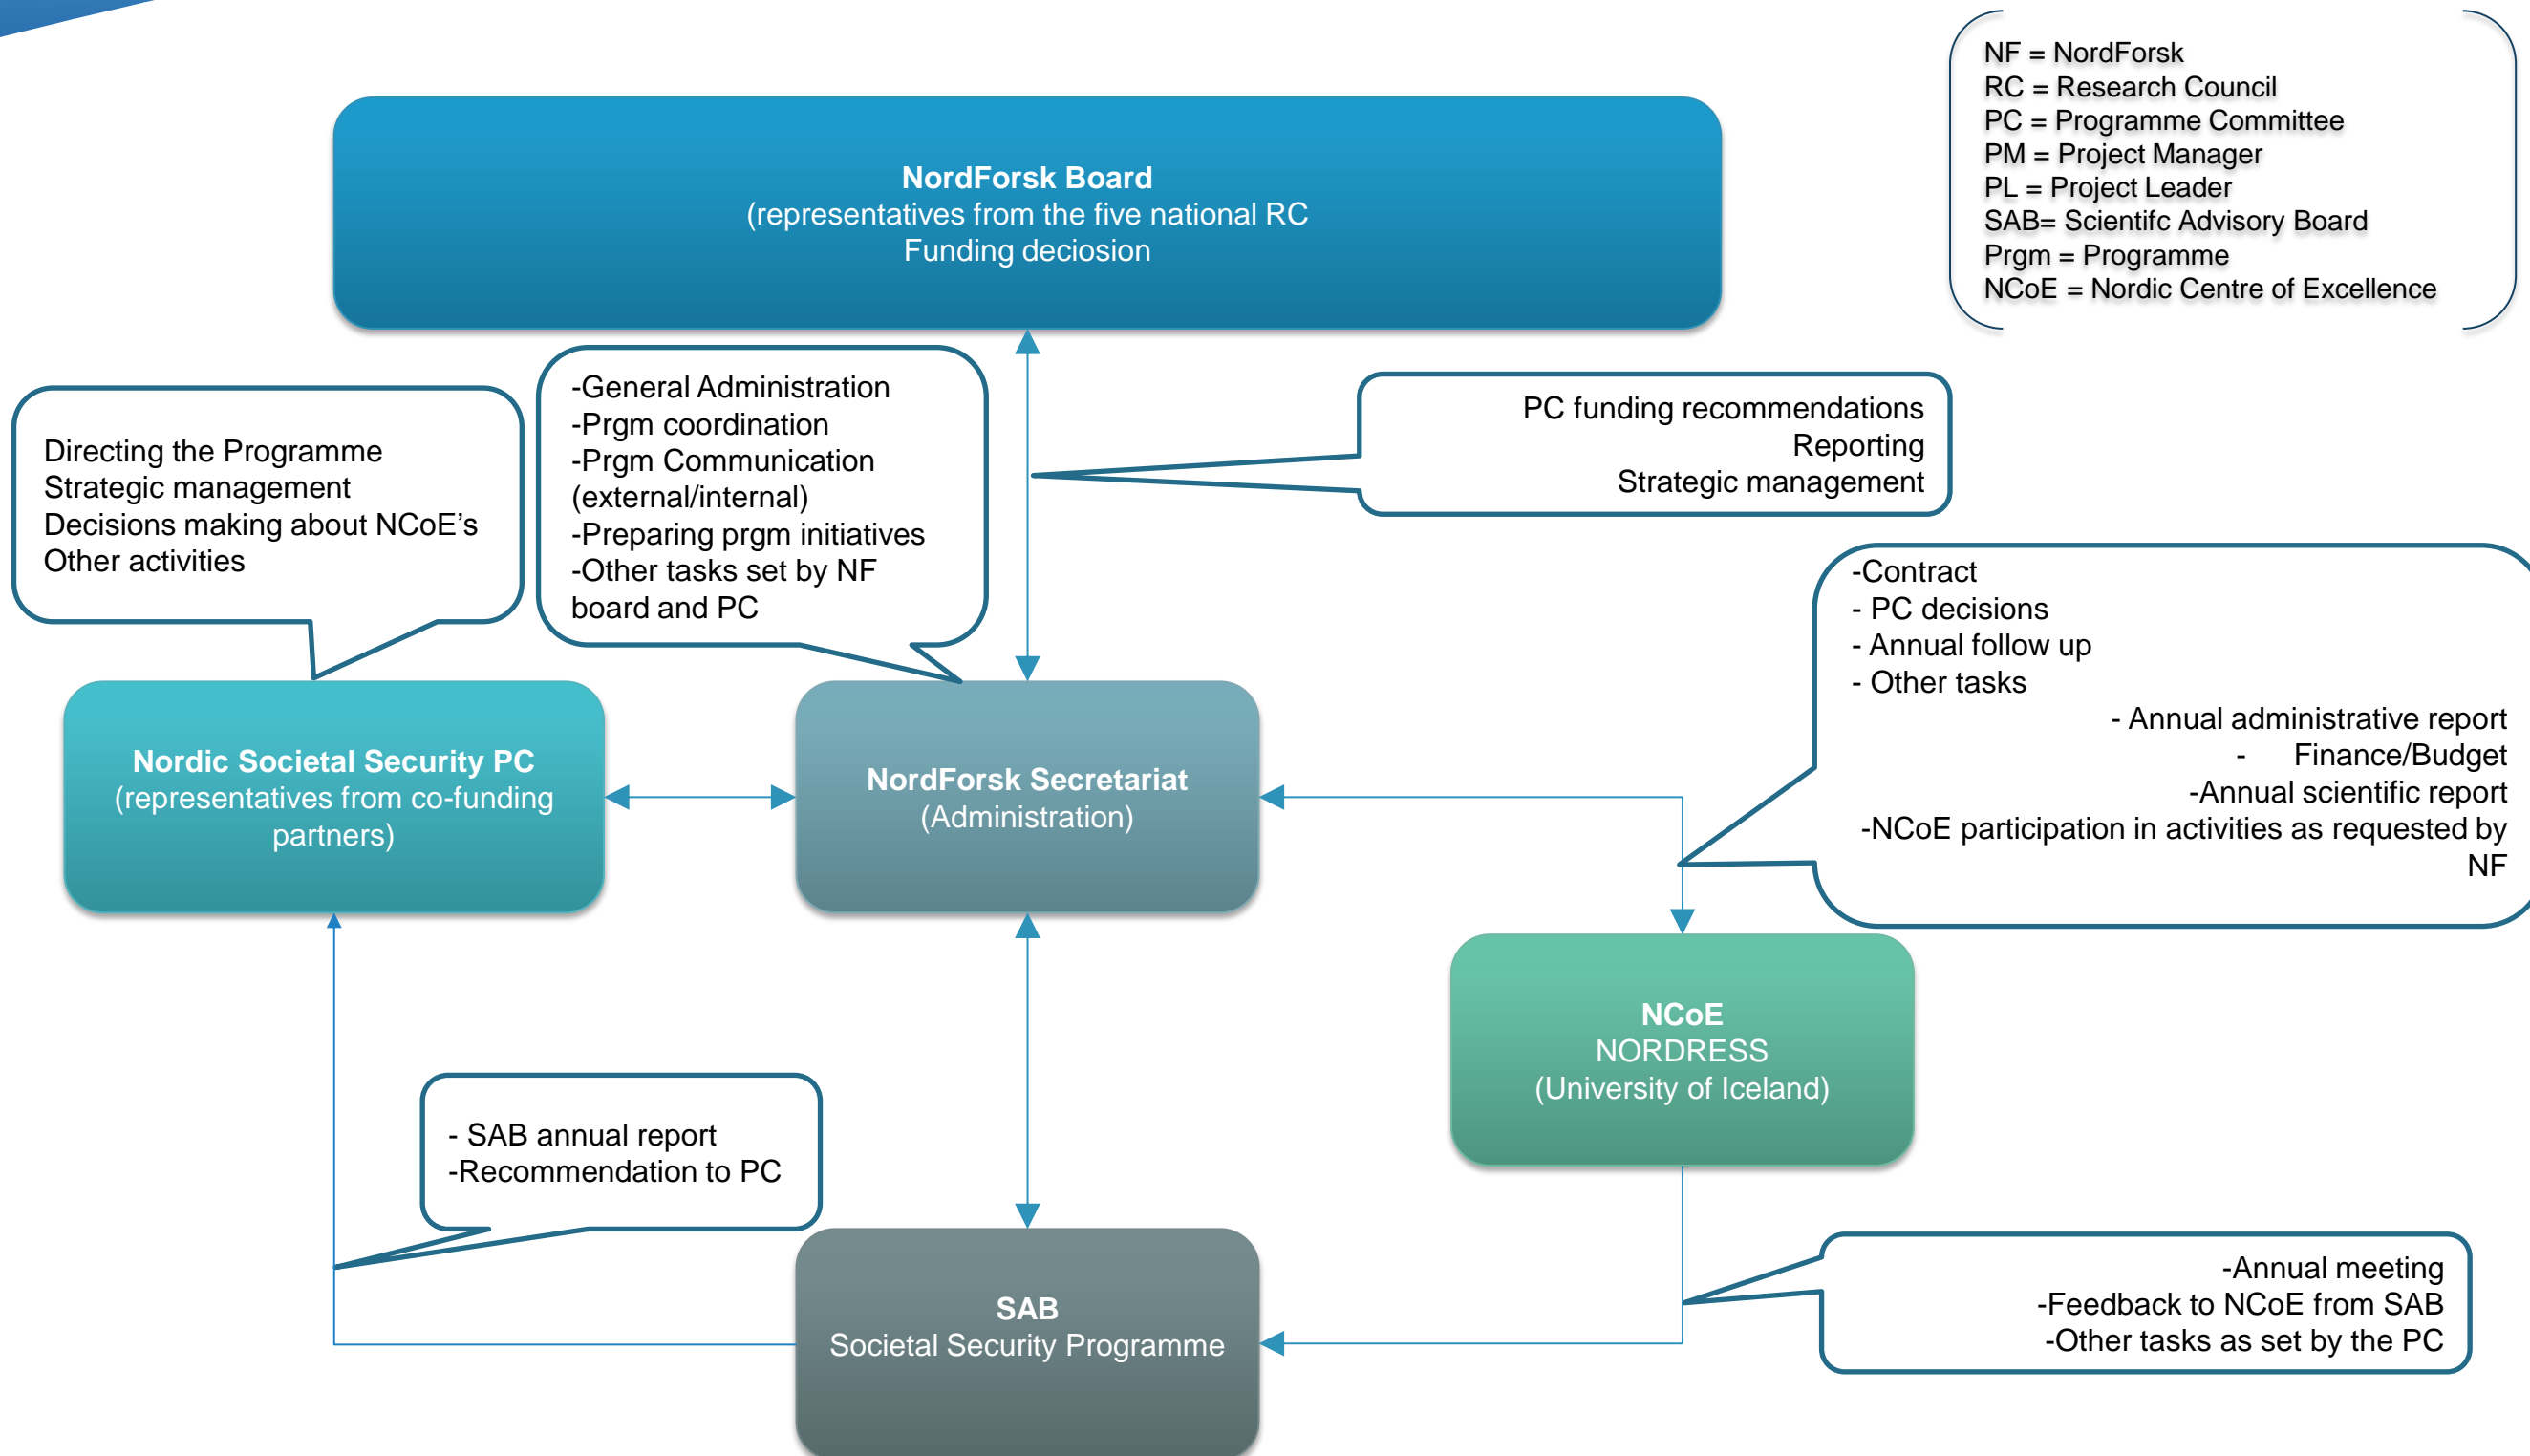 NF = NordForsk
RC = Research Council
PC = Programme Committee
PM = Project Manager
PL = Project Leader
SAB= Scientifc Advisory Board
Prgm = Programme
NCoE = Nordic Centre of Excellence
NordForsk Board
(representatives from the five national RC
Funding deciosion
Directing the Programme
Strategic management
Decisions making about NCoE’s
Other activities
-General Administration
-Prgm coordination
-Prgm Communication
(external/internal)
-Preparing prgm initiatives
-Other tasks set by NF
board and PC
PC funding recommendations
Reporting
Strategic management
-Contract
- PC decisions
- Annual follow up
- Other tasks
- Annual administrative report
- Finance/Budget
-Annual scientific report
-NCoE participation in activities as requested by
NF
Nordic Societal Security PC
(representatives from co-funding
partners)
NordForsk Secretariat
(Administration)
NCoE
NORDRESS
(University of Iceland)
- SAB annual report
-Recommendation to PC
SAB
Societal Security Programme
-Annual meeting
-Feedback to NCoE from SAB
-Other tasks as set by the PC